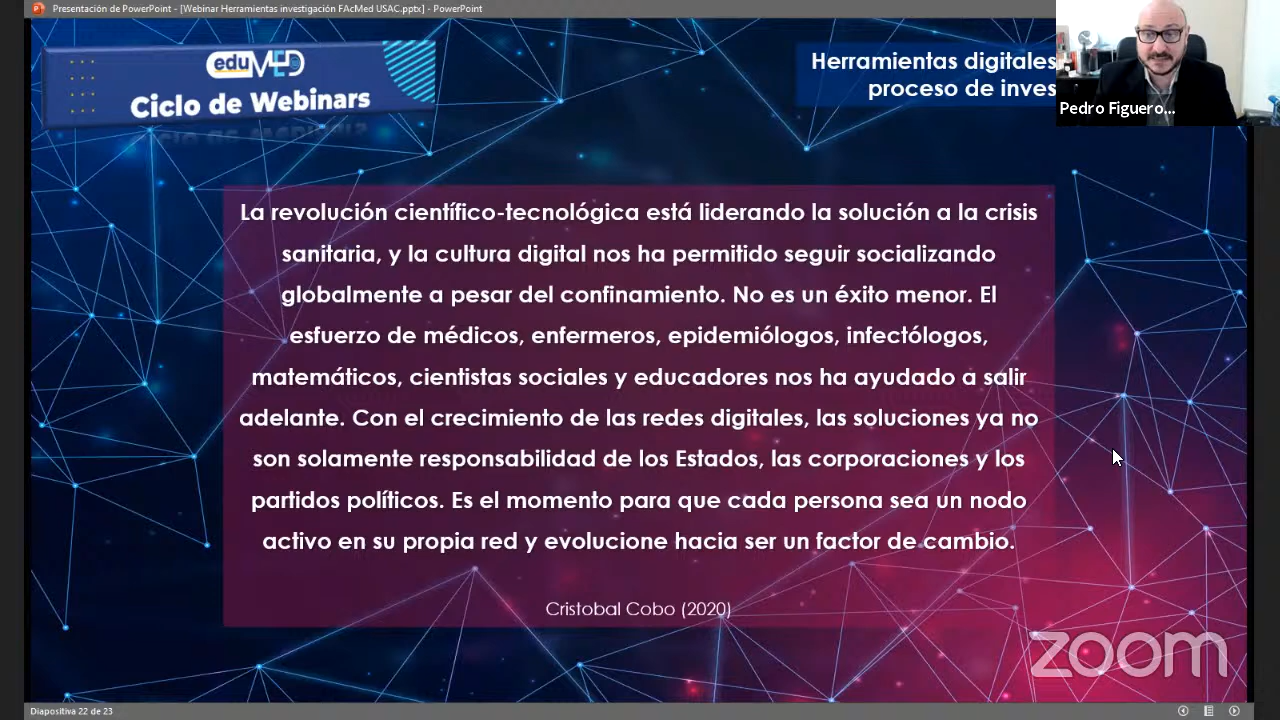 Presentación de PowerPoint - [Webinar Herramientas investigación FAcMed USAC.pptx] - PowerPoint
eduMED
Ciclo de Webinars
Herramientas digitales
proceso de inves
Pedro Figuero...
La revolución científico-tecnológica está liderando la solución a la crisis
sanitaria, y la cultura digital nos ha permitido seguir socializando
globalmente a pesar del confinamiento. No es un éxito menor. El
esfuerzo de médicos, enfermeros, epidemiólogos, infectólogos,
matemáticos, cientistas sociales y educadores nos ha ayudado a salir
adelante. Con el crecimiento de las redes digitales, las soluciones ya no
son solamente responsabilidad de los Estados, las corporaciones y los
partidos políticos. Es el momento para que cada persona sea un nodo
activo en su propia red y evolucione hacia ser un factor de cambio.
Cristobal Cobo (2020)
zoom
Diapositiva 22 de 23